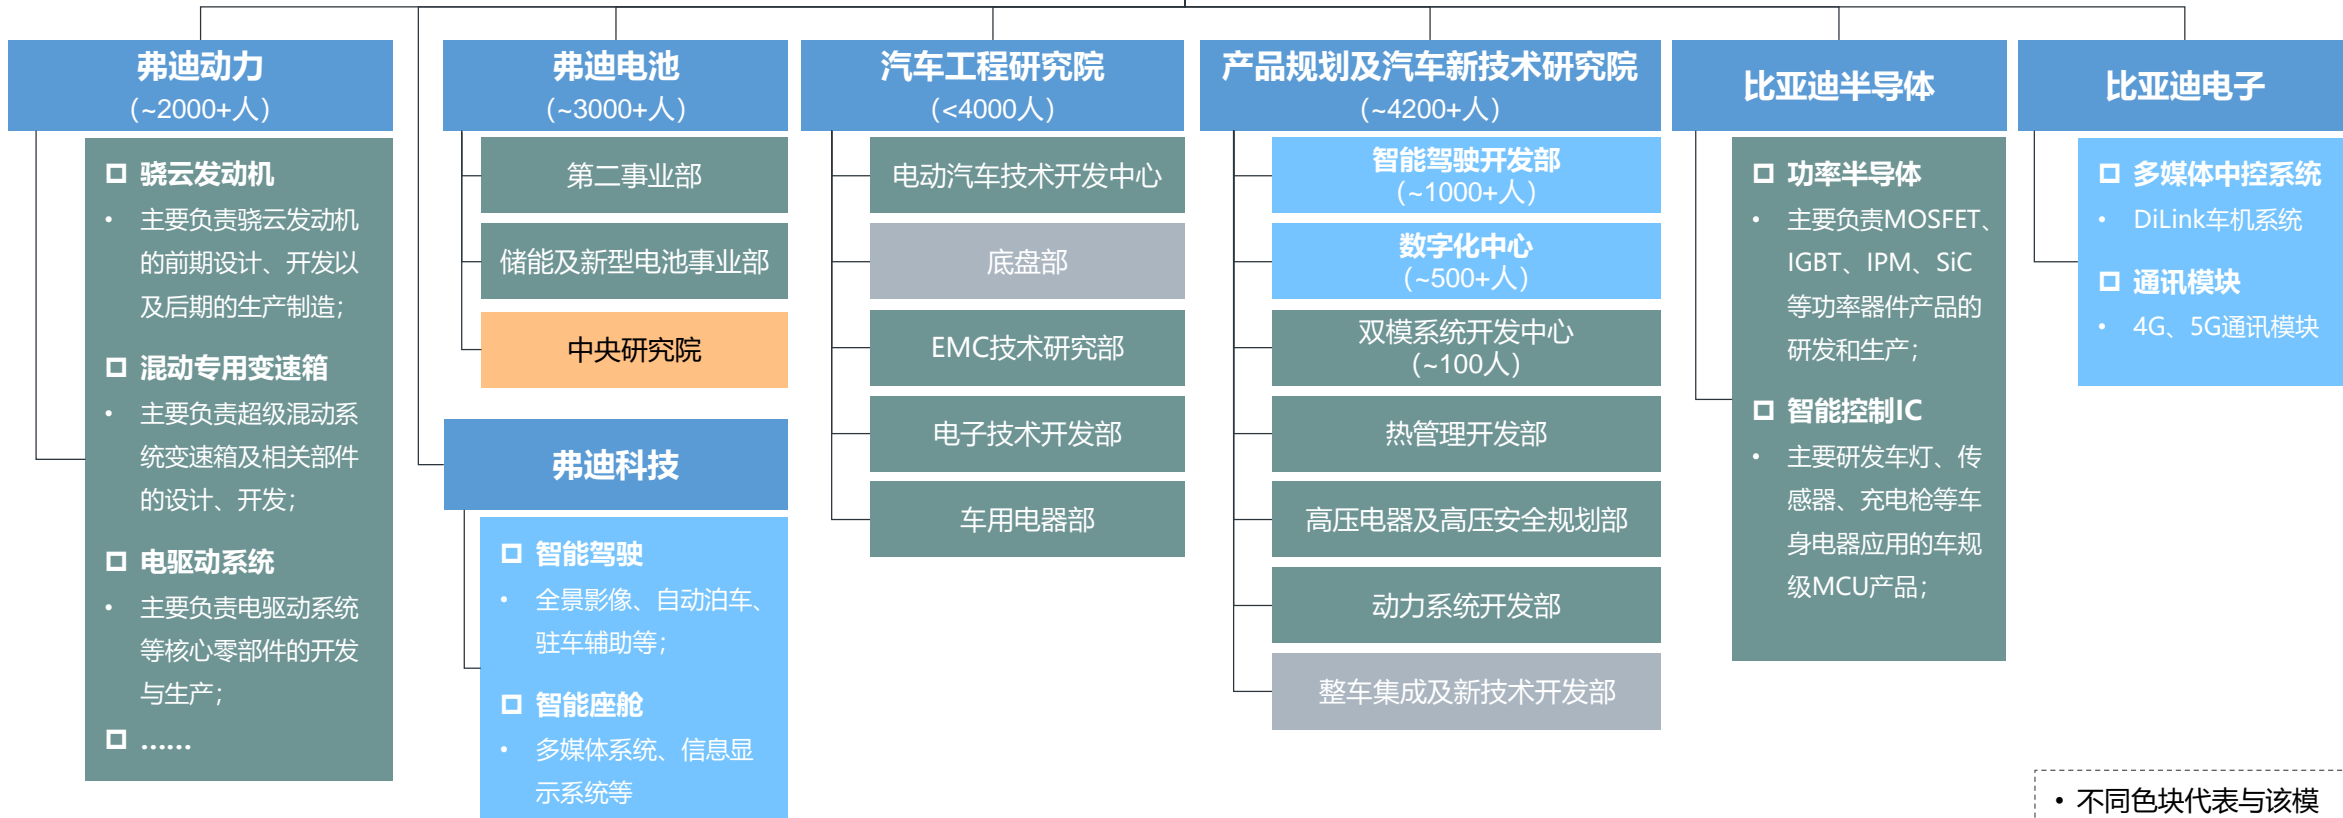 弗迪动力
（~2000+人）
骁云发动机
• 主要负责骁云发动机
的前期设计、开发以
及后期的生产制造；
混动专用变速箱
• 主要负责超级混动系
统变速箱及相关部件
的设计、开发；
电驱动系统
• 主要负责电驱动系统
等核心零部件的开发
与生产；
……
弗迪电池
（~3000+人）
第二事业部
储能及新型电池事业部
中央研究院
弗迪科技
智能驾驶
• 全景影像、自动泊车、
驻车辅助等；
智能座舱
• 多媒体系统、信息显
示系统等
汽车工程研究院
（<4000人）
电动汽车技术开发中心
底盘部
EMC技术研究部
电子技术开发部
车用电器部
产品规划及汽车新技术研究院
（~4200+人）
智能驾驶开发部
（~1000+人）
数字化中心
（~500+人）
双模系统开发中心
（~100人）
热管理开发部
高压电器及高压安全规划部
动力系统开发部
整车集成及新技术开发部
比亚迪半导体
功率半导体
• 主要负责MOSFET、
IGBT、IPM、SiC
等功率器件产品的
研发和生产；
智能控制IC
• 主要研发车灯、传
感器、充电枪等车
身电器应用的车规
级MCU产品；
比亚迪电子
多媒体中控系统
• DiLink车机系统
通讯模块
• 4G、5G通讯模块
• 不同色块代表与该模